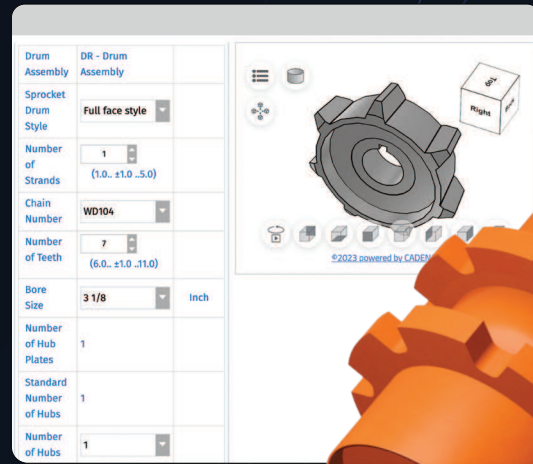 Drum
Assembly
DR - Drum
Assembly
Sprocket
Drum
Style
Full face style
Number
of
Strands
1
(1.0.. ±1.0 ..5.0)
Chain
Number
WD104
Number
of Teeth
7
(6.0.. ±1.0 ..11.0)
Bore
Size
3 1/8
Inch
Number
of Hub
Plates
1
Standard
Number
of Hubs
1
Number
of Hubs
1
Top
Right
©2023 powered by CADEN